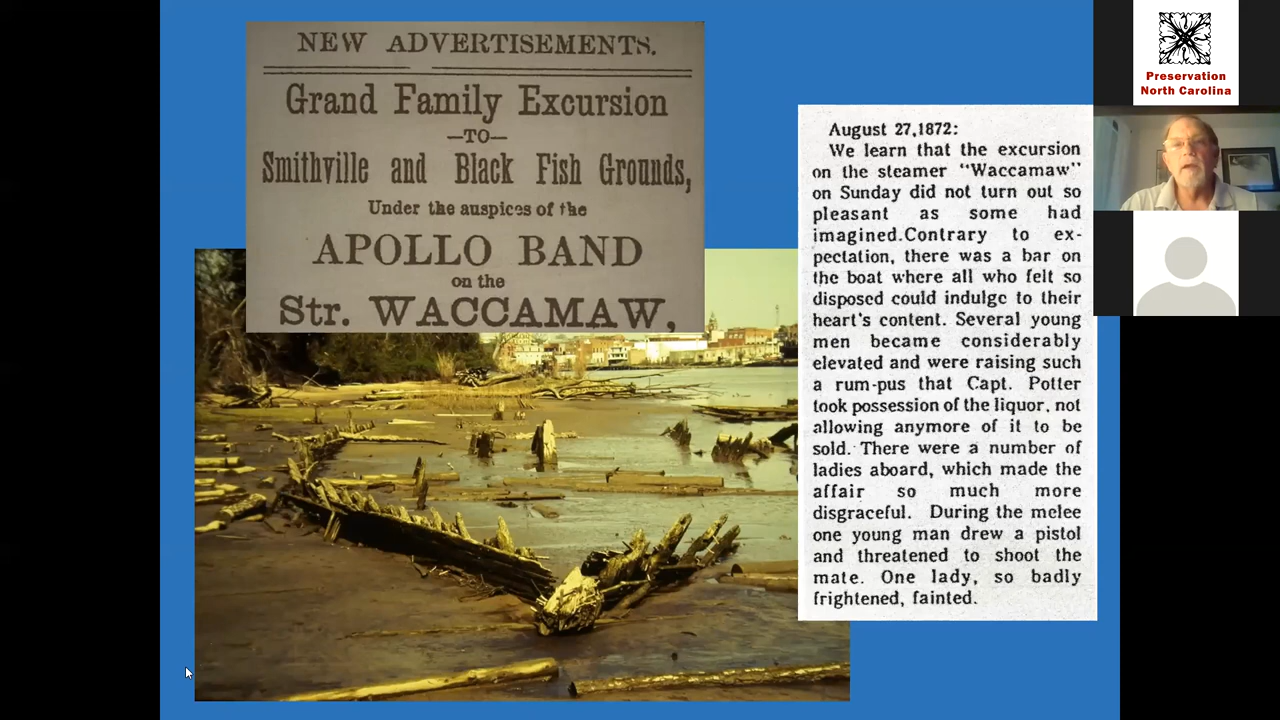 NEW ADVERTISEMENTS.
Grand Family Excursion
—TO—
Smithville and Black Fish Grounds,
Under the auspices of the
APOLLO BAND
on the
Str. WACCAMAW,
August 27,1872:
We learn that the excursion
on the steamer "Waccamaw"
on Sunday did not turn out so
pleasant as some had
imagined.Contrary to ex-
pectation, there was a bar on
the boat where all who felt so
disposed could indulge to their
heart's content. Several young
men became considerably
elevated and were raising such
a rum-pus that Capt. Potter
took possession of the liquor, not
allowing anymore of it to be
sold. There were a number of
ladies aboard, which made the
affair so much more
disgraceful. During the melee
one young man drew a pistol
and threatened to shoot the
mate. One lady, so badly
frightened, fainted.
Preservation
North Carolina